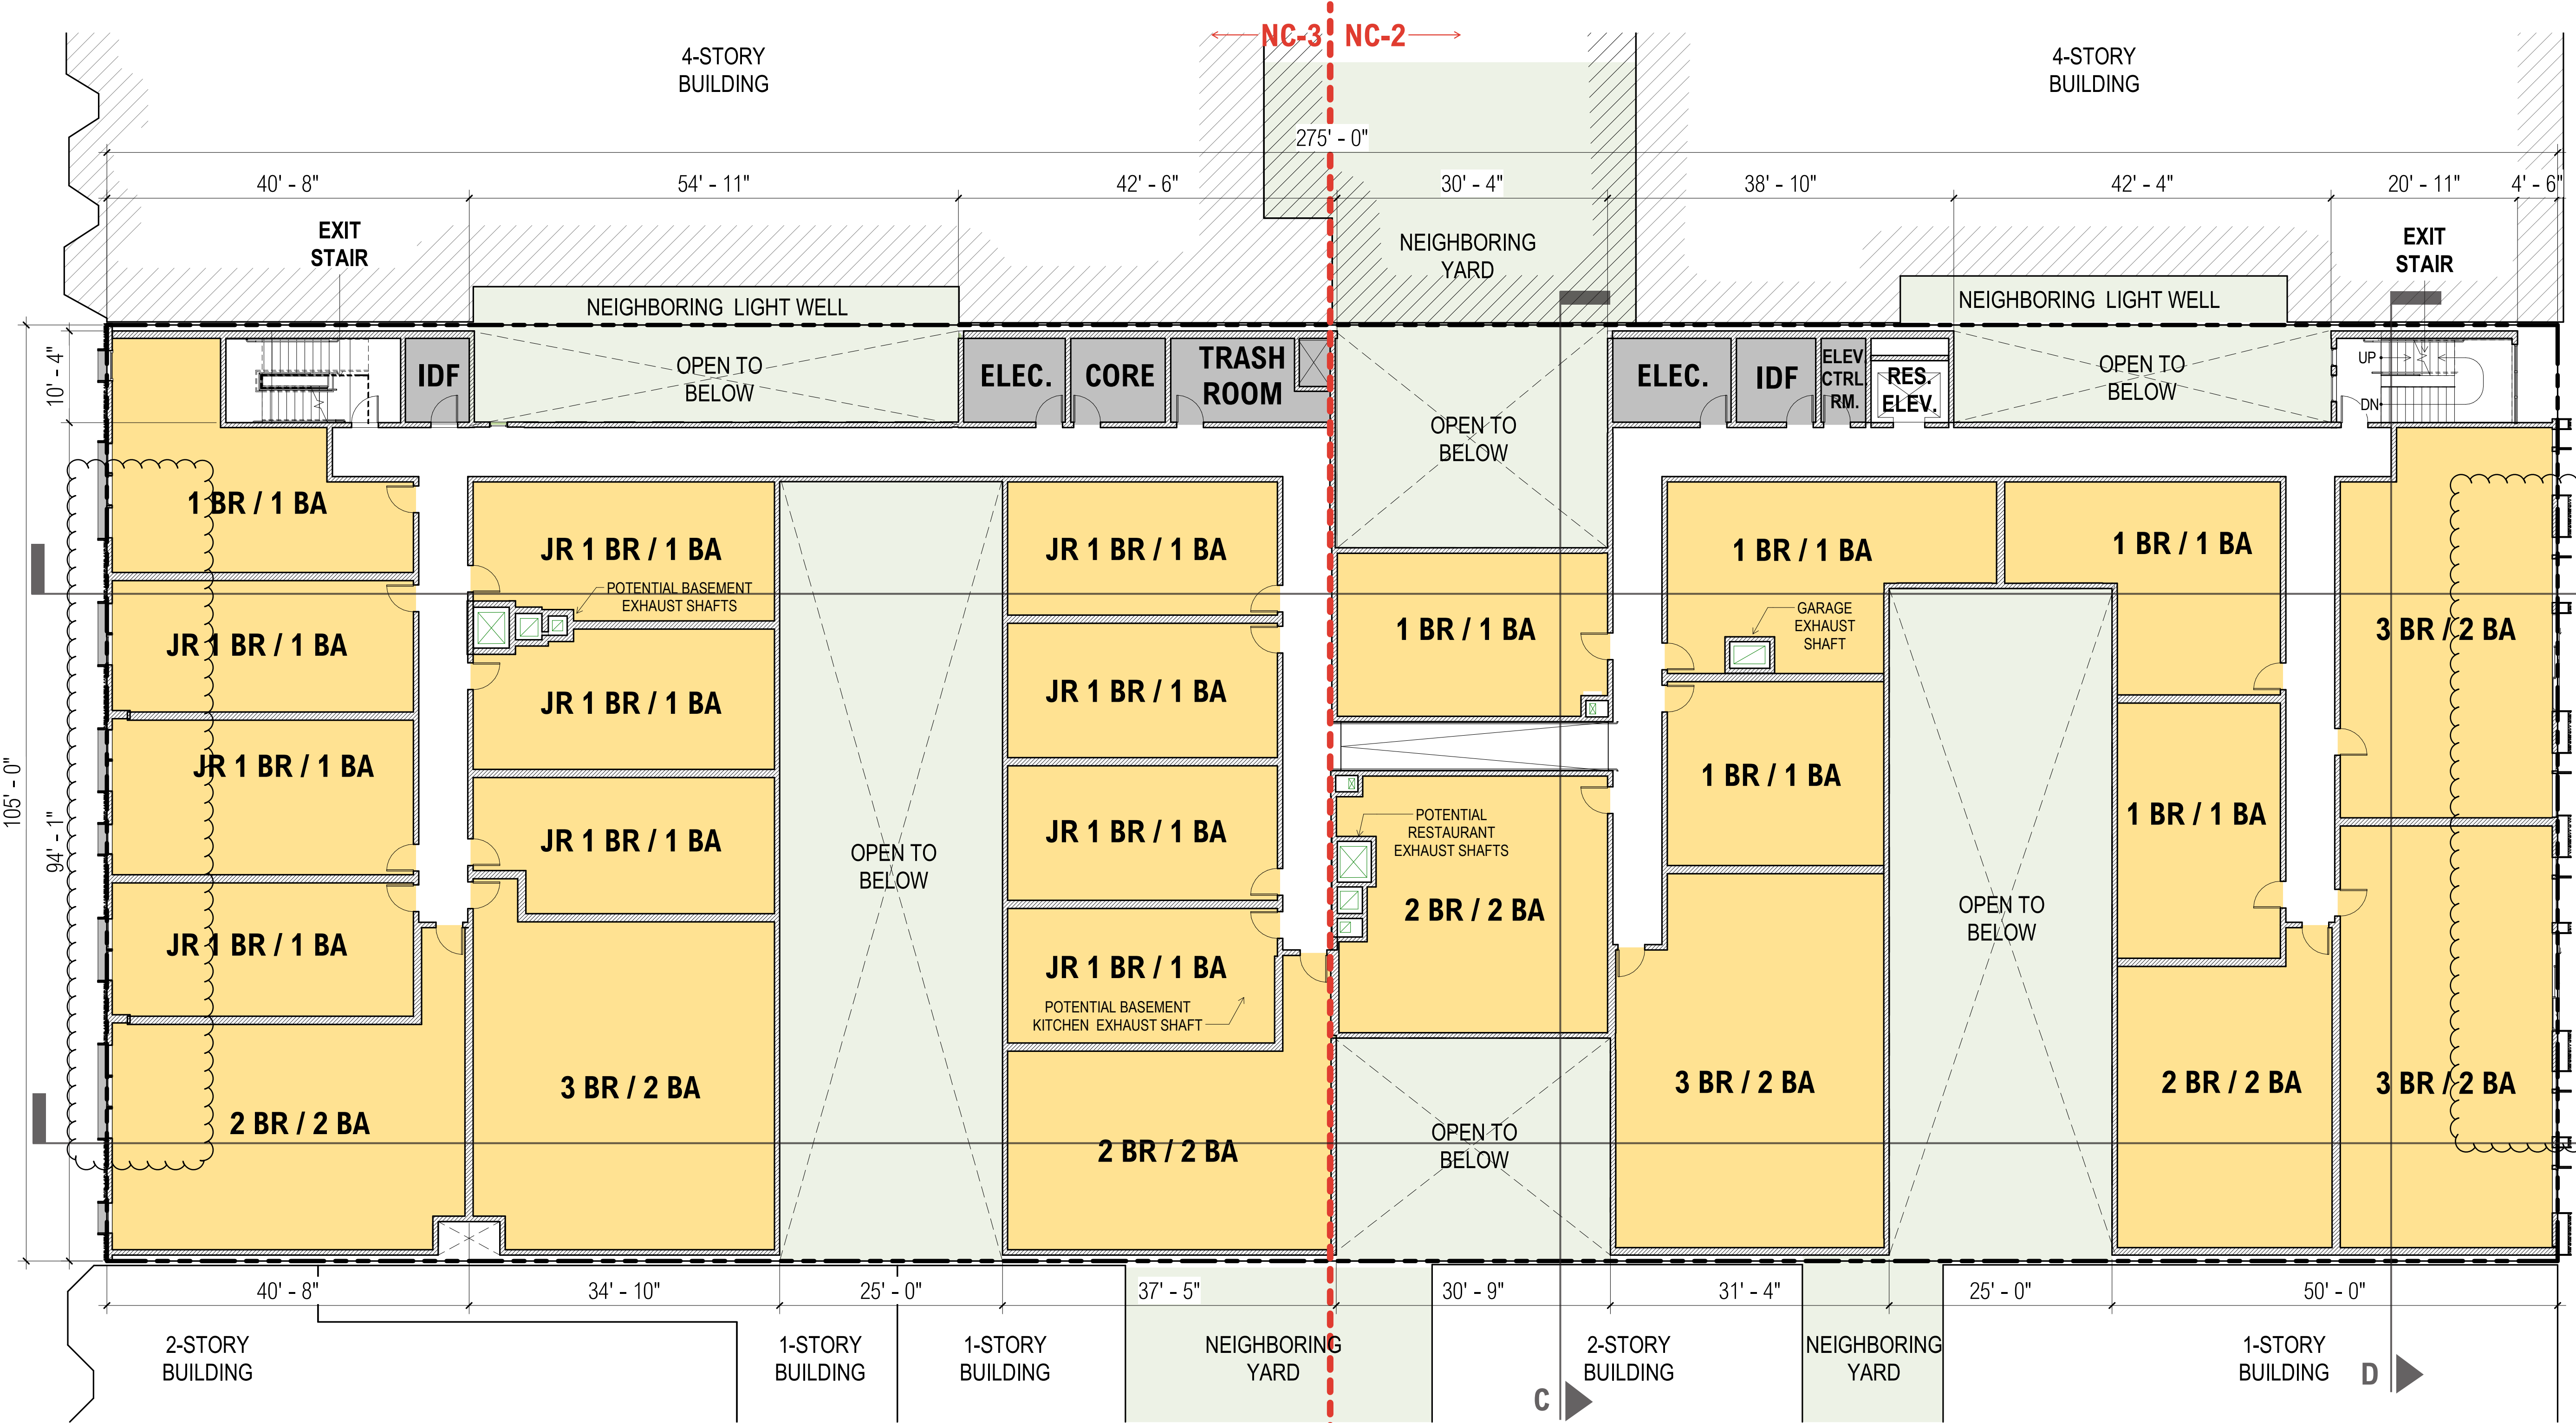 NC-3 NC-2
4-STORY
BUILDING
4-STORY
BUILDING
275' - 0"
40' - 8" 54' - 11" 42' - 6" 30' - 4" 38' - 10" 42' - 4" 20' - 11" 4' - 6"
EXIT
STAIR
NEIGHBORING
YARD
EXIT
STAIR
NEIGHBORING LIGHT WELL
NEIGHBORING LIGHT WELL
10' - 4"
105' - 0"
94' - 1"
IDF
OPEN TO
BELOW
ELEC.
CORE
TRASH
ROOM
OPEN TO
BELOW
ELEC.
IDF
ELEV.
CTRL.
RM.
RES.
ELEV.
OPEN TO
BELOW
UP
DN
1 BR / 1 BA
JR 1 BR / 1 BA
JR 1 BR / 1 BA
JR 1 BR / 1 BA
2 BR / 2 BA
JR 1 BR / 1 BA
POTENTIAL BASEMENT
EXHAUST SHAFTS
JR 1 BR / 1 BA
JR 1 BR / 1 BA
3 BR / 2 BA
OPEN TO
BELOW
JR 1 BR / 1 BA
JR 1 BR / 1 BA
JR 1 BR / 1 BA
JR 1 BR / 1 BA
POTENTIAL BASEMENT
KITCHEN EXHAUST SHAFT
2 BR / 2 BA
1 BR / 1 BA
POTENTIAL
RESTAURANT
EXHAUST SHAFTS
2 BR / 2 BA
OPEN TO
BELOW
1 BR / 1 BA
GARAGE
EXHAUST
SHAFT
1 BR / 1 BA
3 BR / 2 BA
OPEN TO
BELOW
1 BR / 1 BA
1 BR / 1 BA
2 BR / 2 BA
3 BR / 2 BA
3 BR / 2 BA
40' - 8" 34' - 10" 25' - 0" 37' - 5" 30' - 9" 31' - 4" 25' - 0" 50' - 0"
2-STORY
BUILDING
1-STORY
BUILDING
1-STORY
BUILDING
NEIGHBORING
YARD
2-STORY
BUILDING
NEIGHBORING
YARD
1-STORY
BUILDING
C
D